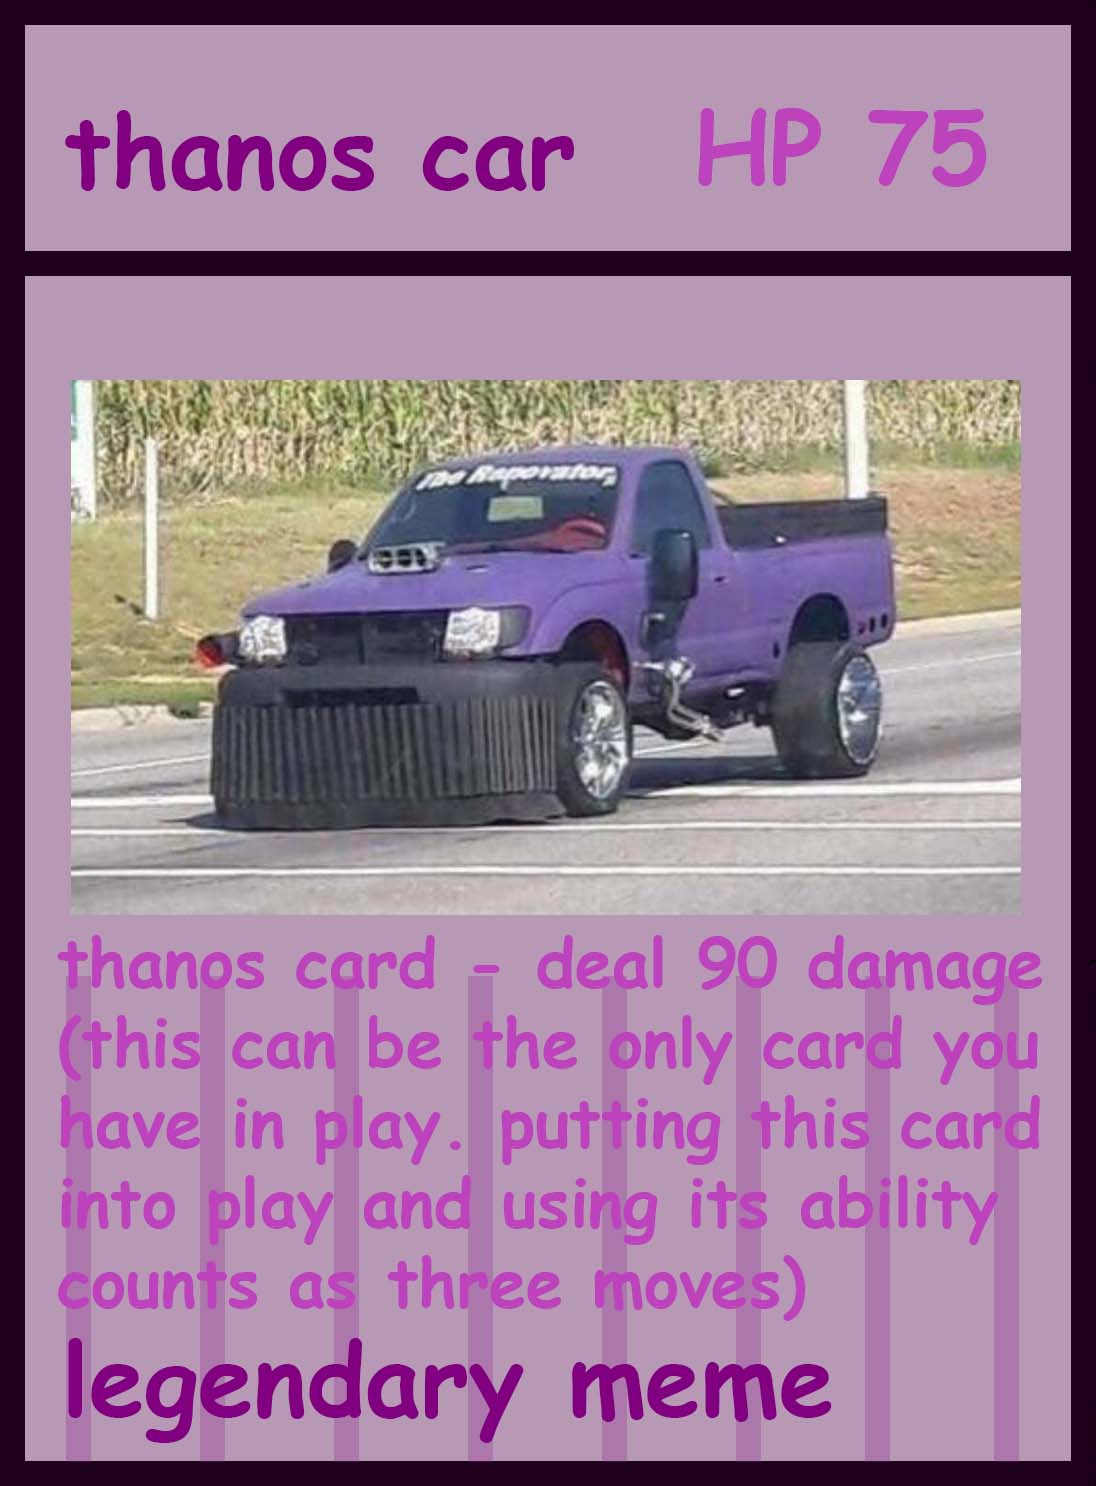 thanos car HP 75
The Raperator
thanos card - deal 90 damage
(this can be the only card you
have in play. putting this card
into play and using its ability
counts as three moves)
legendary meme